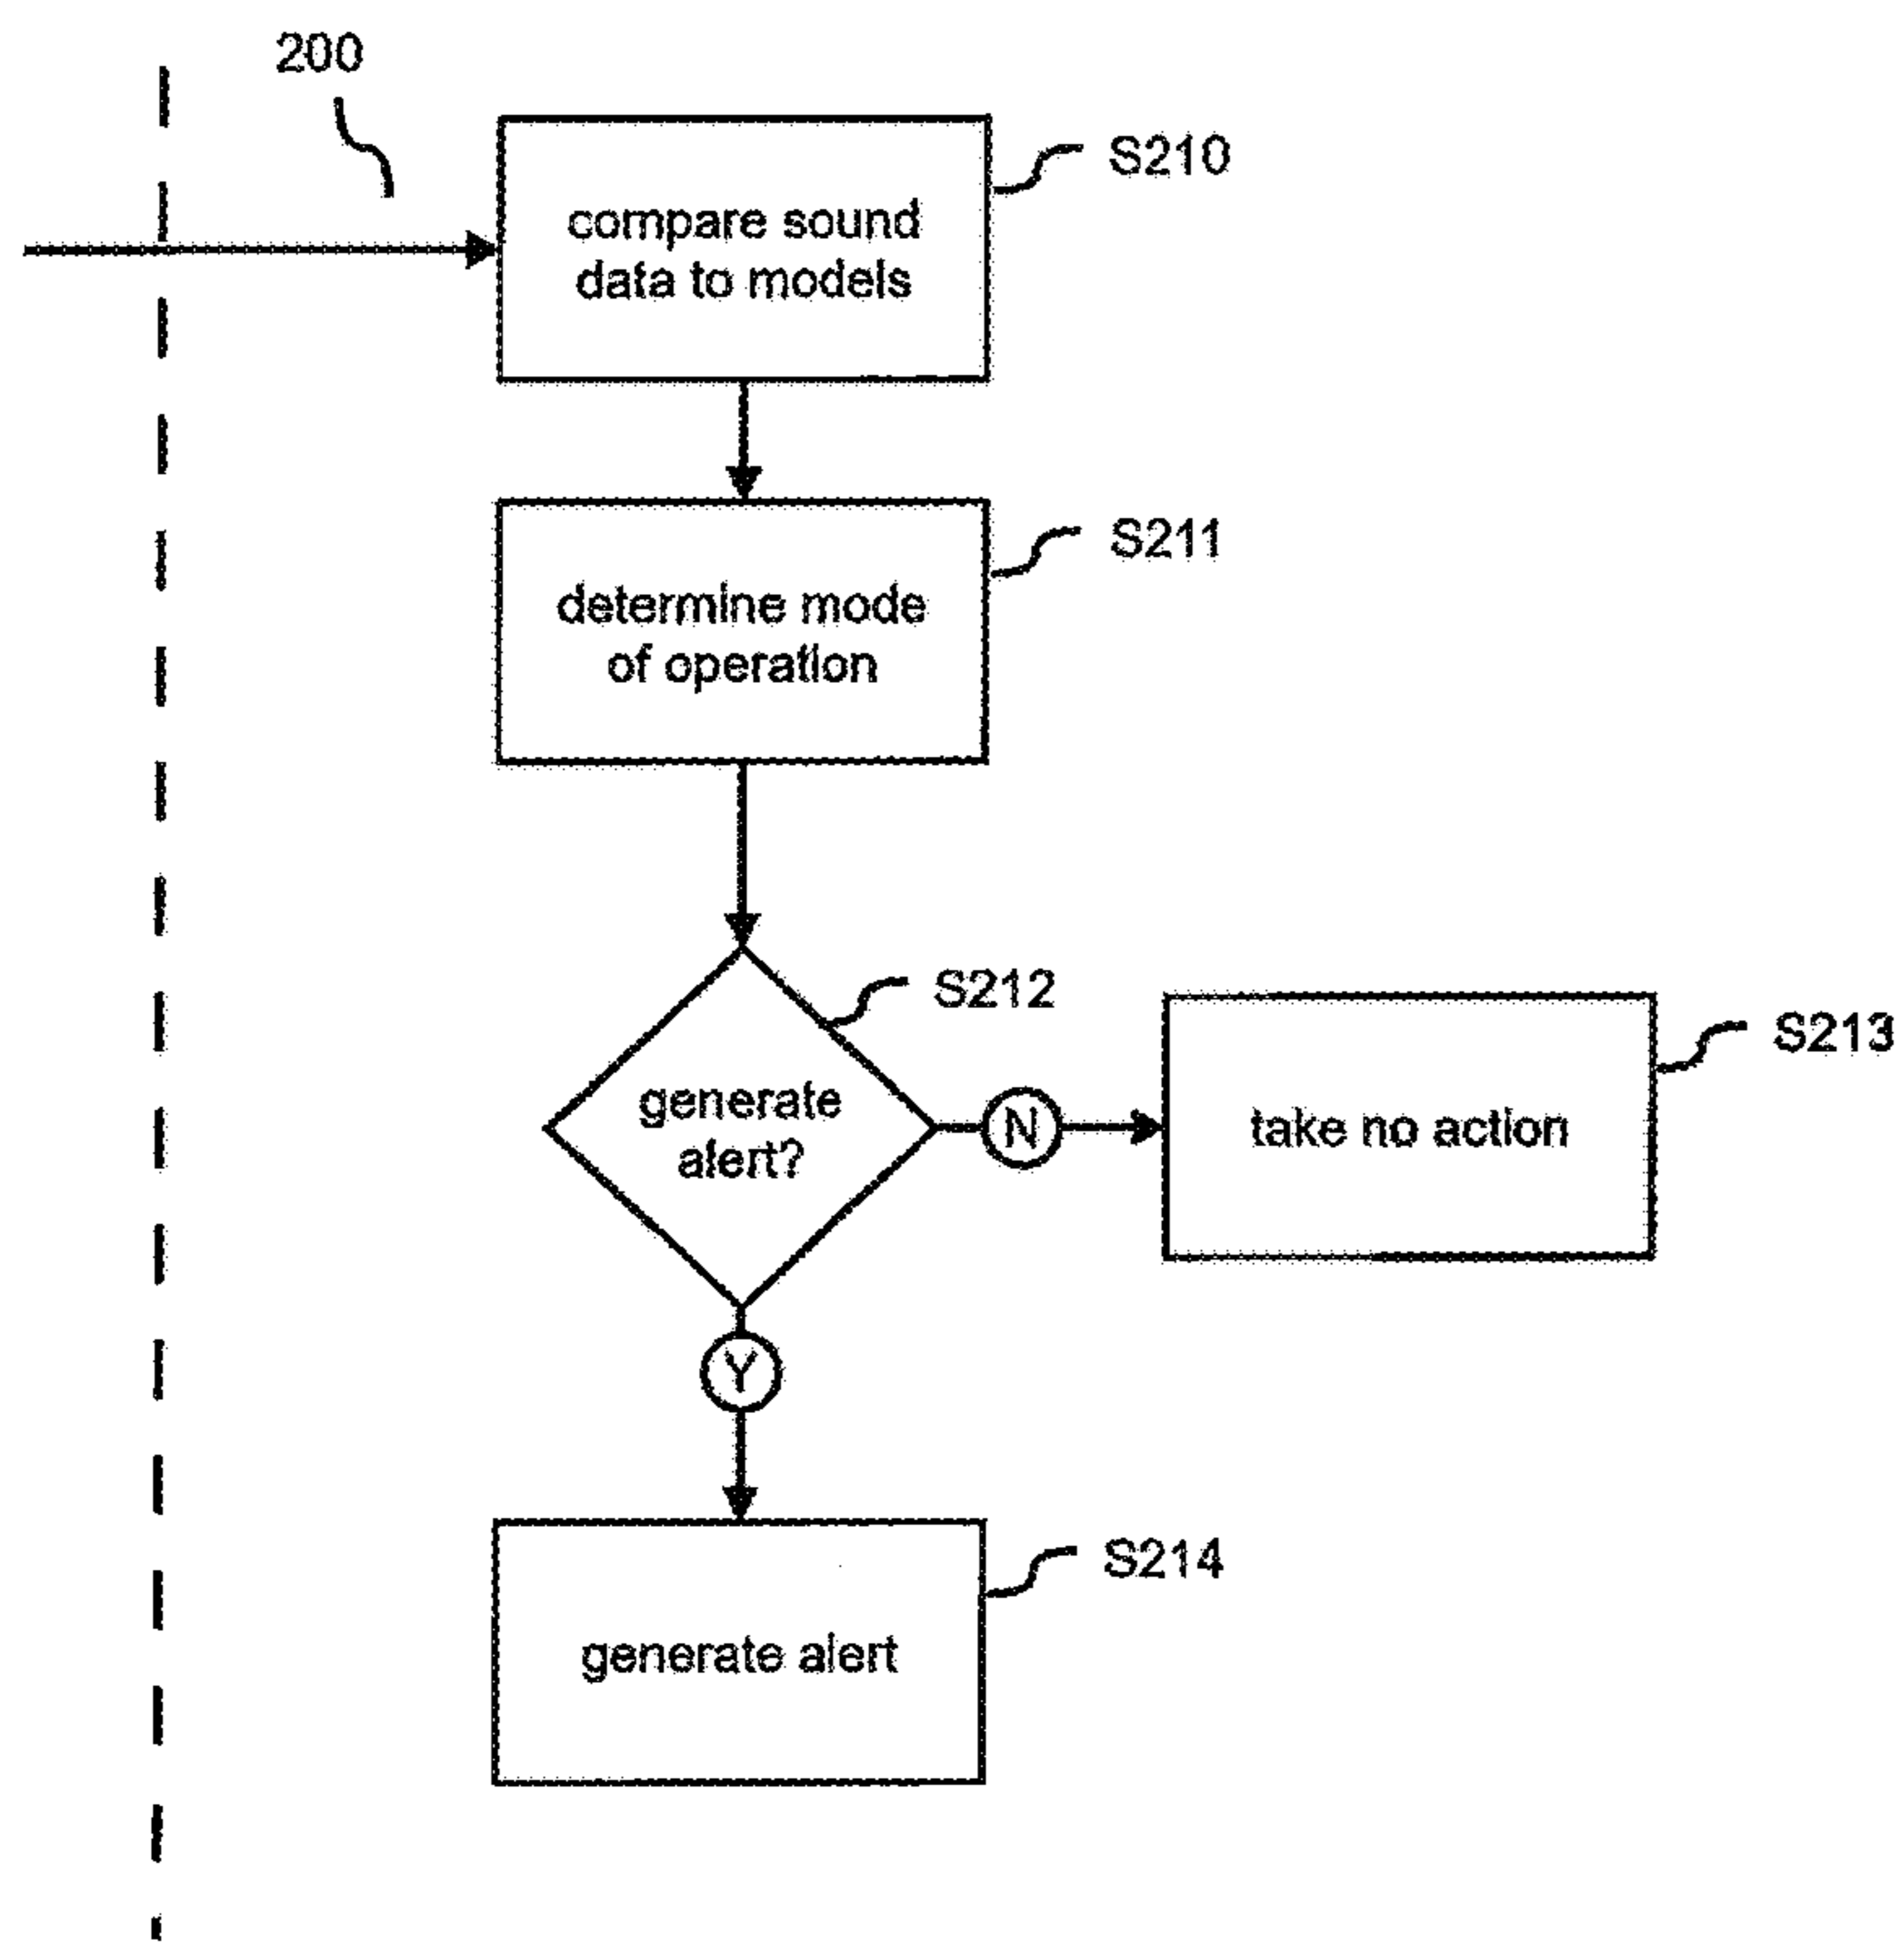 200
S210
compare sound
data to models
S211
determine mode
of operation
S212
generate
alert?
N
S213
take no action
Y
S214
generate alert